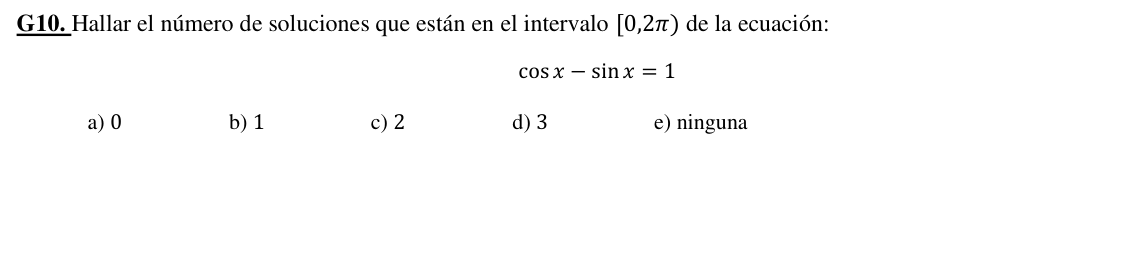 G10. Hallar el número de soluciones que están en el intervalo [0,2π) de la ecuación:
cos x − sin x = 1
a) 0 b) 1 c) 2 d) 3 e) ninguna